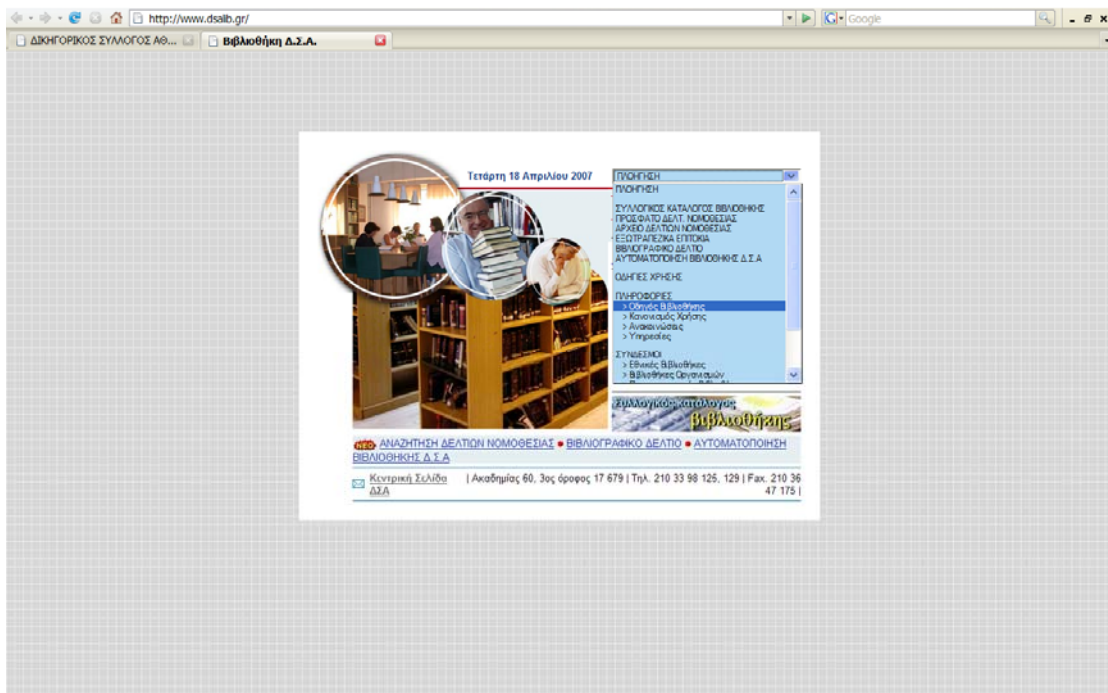 http://www.dsalb.gr/
Google
ΔΙΚΗΓΟΡΙΚΟΣ ΣΥΛΛΟΓΟΣ ΑΘ...
Βιβλιοθήκη Δ.Σ.Α.
Τετάρτη 18 Απριλίου 2007
ΠΛΟΗΓΗΣΗ
ΠΛΟΗΓΗΣΗ
ΣΥΛΛΟΓΙΚΟΣ ΚΑΤΑΛΟΓΟΣ ΒΙΒΛΙΟΘΗΚΗΣ
ΠΡΟΣΦΑΤΟ ΔΕΛΤ. ΝΟΜΟΘΕΣΙΑΣ
ΑΡΧΕΙΟ ΔΕΛΤΙΩΝ ΝΟΜΟΘΕΣΙΑΣ
ΕΞΩΤΡΑΠΕΖΙΚΑ ΕΠΙΤΟΚΙΑ
ΒΙΒΛΙΟΓΡΑΦΙΚΟ ΔΕΛΤΙΟ
ΑΥΤΟΜΑΤΟΠΟΙΗΣΗ ΒΙΒΛΙΟΘΗΚΗΣ Δ.Σ.Α
ΟΔΗΓΙΕΣ ΧΡΗΣΗΣ
ΠΛΗΡΟΦΟΡΙΕΣ
> Οδηγός Βιβλιοθήκης
> Κανονισμός Χρήσης
> Ανακοινώσεις
> Υπηρεσίες
ΣΥΝΔΕΣΜΟΙ
> Εθνικές Βιβλιοθήκες
> Βιβλιοθήκες Οργανισμών
Συλλογικός κατάλογος
βιβλιοθήκης
ΝΕΟ ΑΝΑΖΗΤΗΣΗ ΔΕΛΤΙΩΝ ΝΟΜΟΘΕΣΙΑΣ ● ΒΙΒΛΙΟΓΡΑΦΙΚΟ ΔΕΛΤΙΟ ● ΑΥΤΟΜΑΤΟΠΟΙΗΣΗ
ΒΙΒΛΙΟΘΗΚΗΣ Δ.Σ.Α
Κεντρική Σελίδα ΔΣΑ
| Ακαδημίας 60, 3ος όροφος 17 679 | Τηλ. 210 33 98 125, 129 | Fax. 210 36
47 175 |